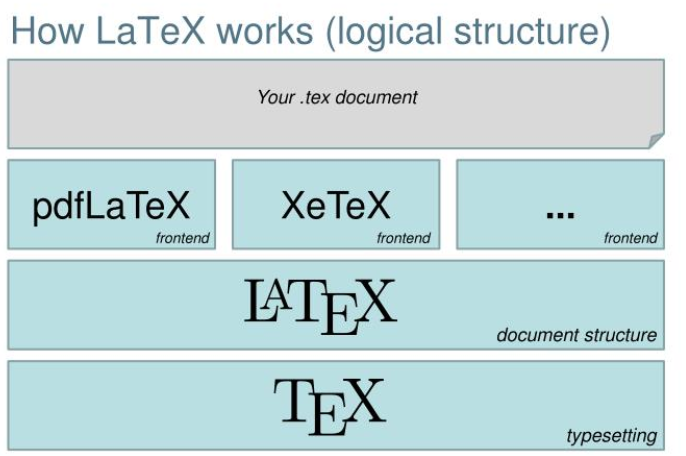 How LaTeX works (logical structure)
Your .tex document
pdfLaTeX
frontend
XeTeX
frontend
...
frontend
LATEX
document structure
TEX
typesetting